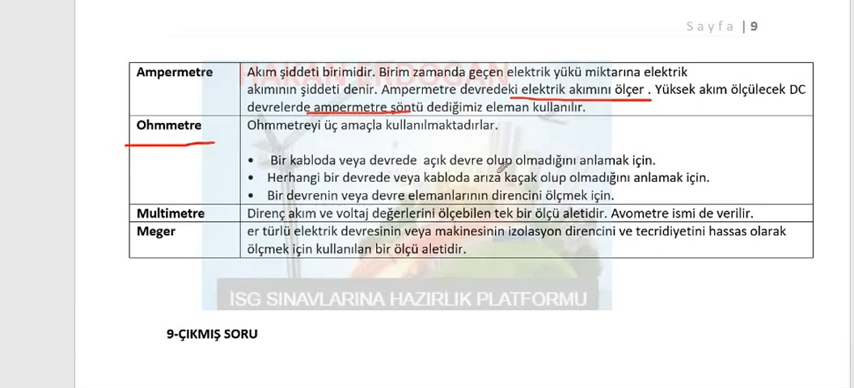 Sayfa | 9
HAKAN ERDOĞAN
Ampermetre
Akım şiddeti birimidir. Birim zamanda geçen elektrik yükü miktarına elektrik
akımının şiddeti denir. Ampermetre devredeki elektrik akımını ölçer . Yüksek akım ölçülecek DC
devrelerde ampermetre şöntü dediğimiz eleman kullanılır.
Ohmmetre
Ohmmetreyi üç amaçla kullanılmaktadırlar.
• Bir kabloda veya devrede açık devre olup olmadığını anlamak için.
• Herhangi bir devrede veya kabloda arıza kaçak olup olmadığını anlamak için.
• Bir devrenin veya devre elemanlarının direncini ölçmek için.
Multimetre
Direnç akım ve voltaj değerlerini ölçebilen tek bir ölçü aletidir. Avometre ismi de verilir.
Meger
er türlü elektrik devresinin veya makinesinin izolasyon direncini ve tecridiyetini hassas olarak
ölçmek için kullanılan bir ölçü aletidir.
İSG SINAVLARINA HAZIRLIK PLATFORMU
9-ÇIKMIŞ SORU